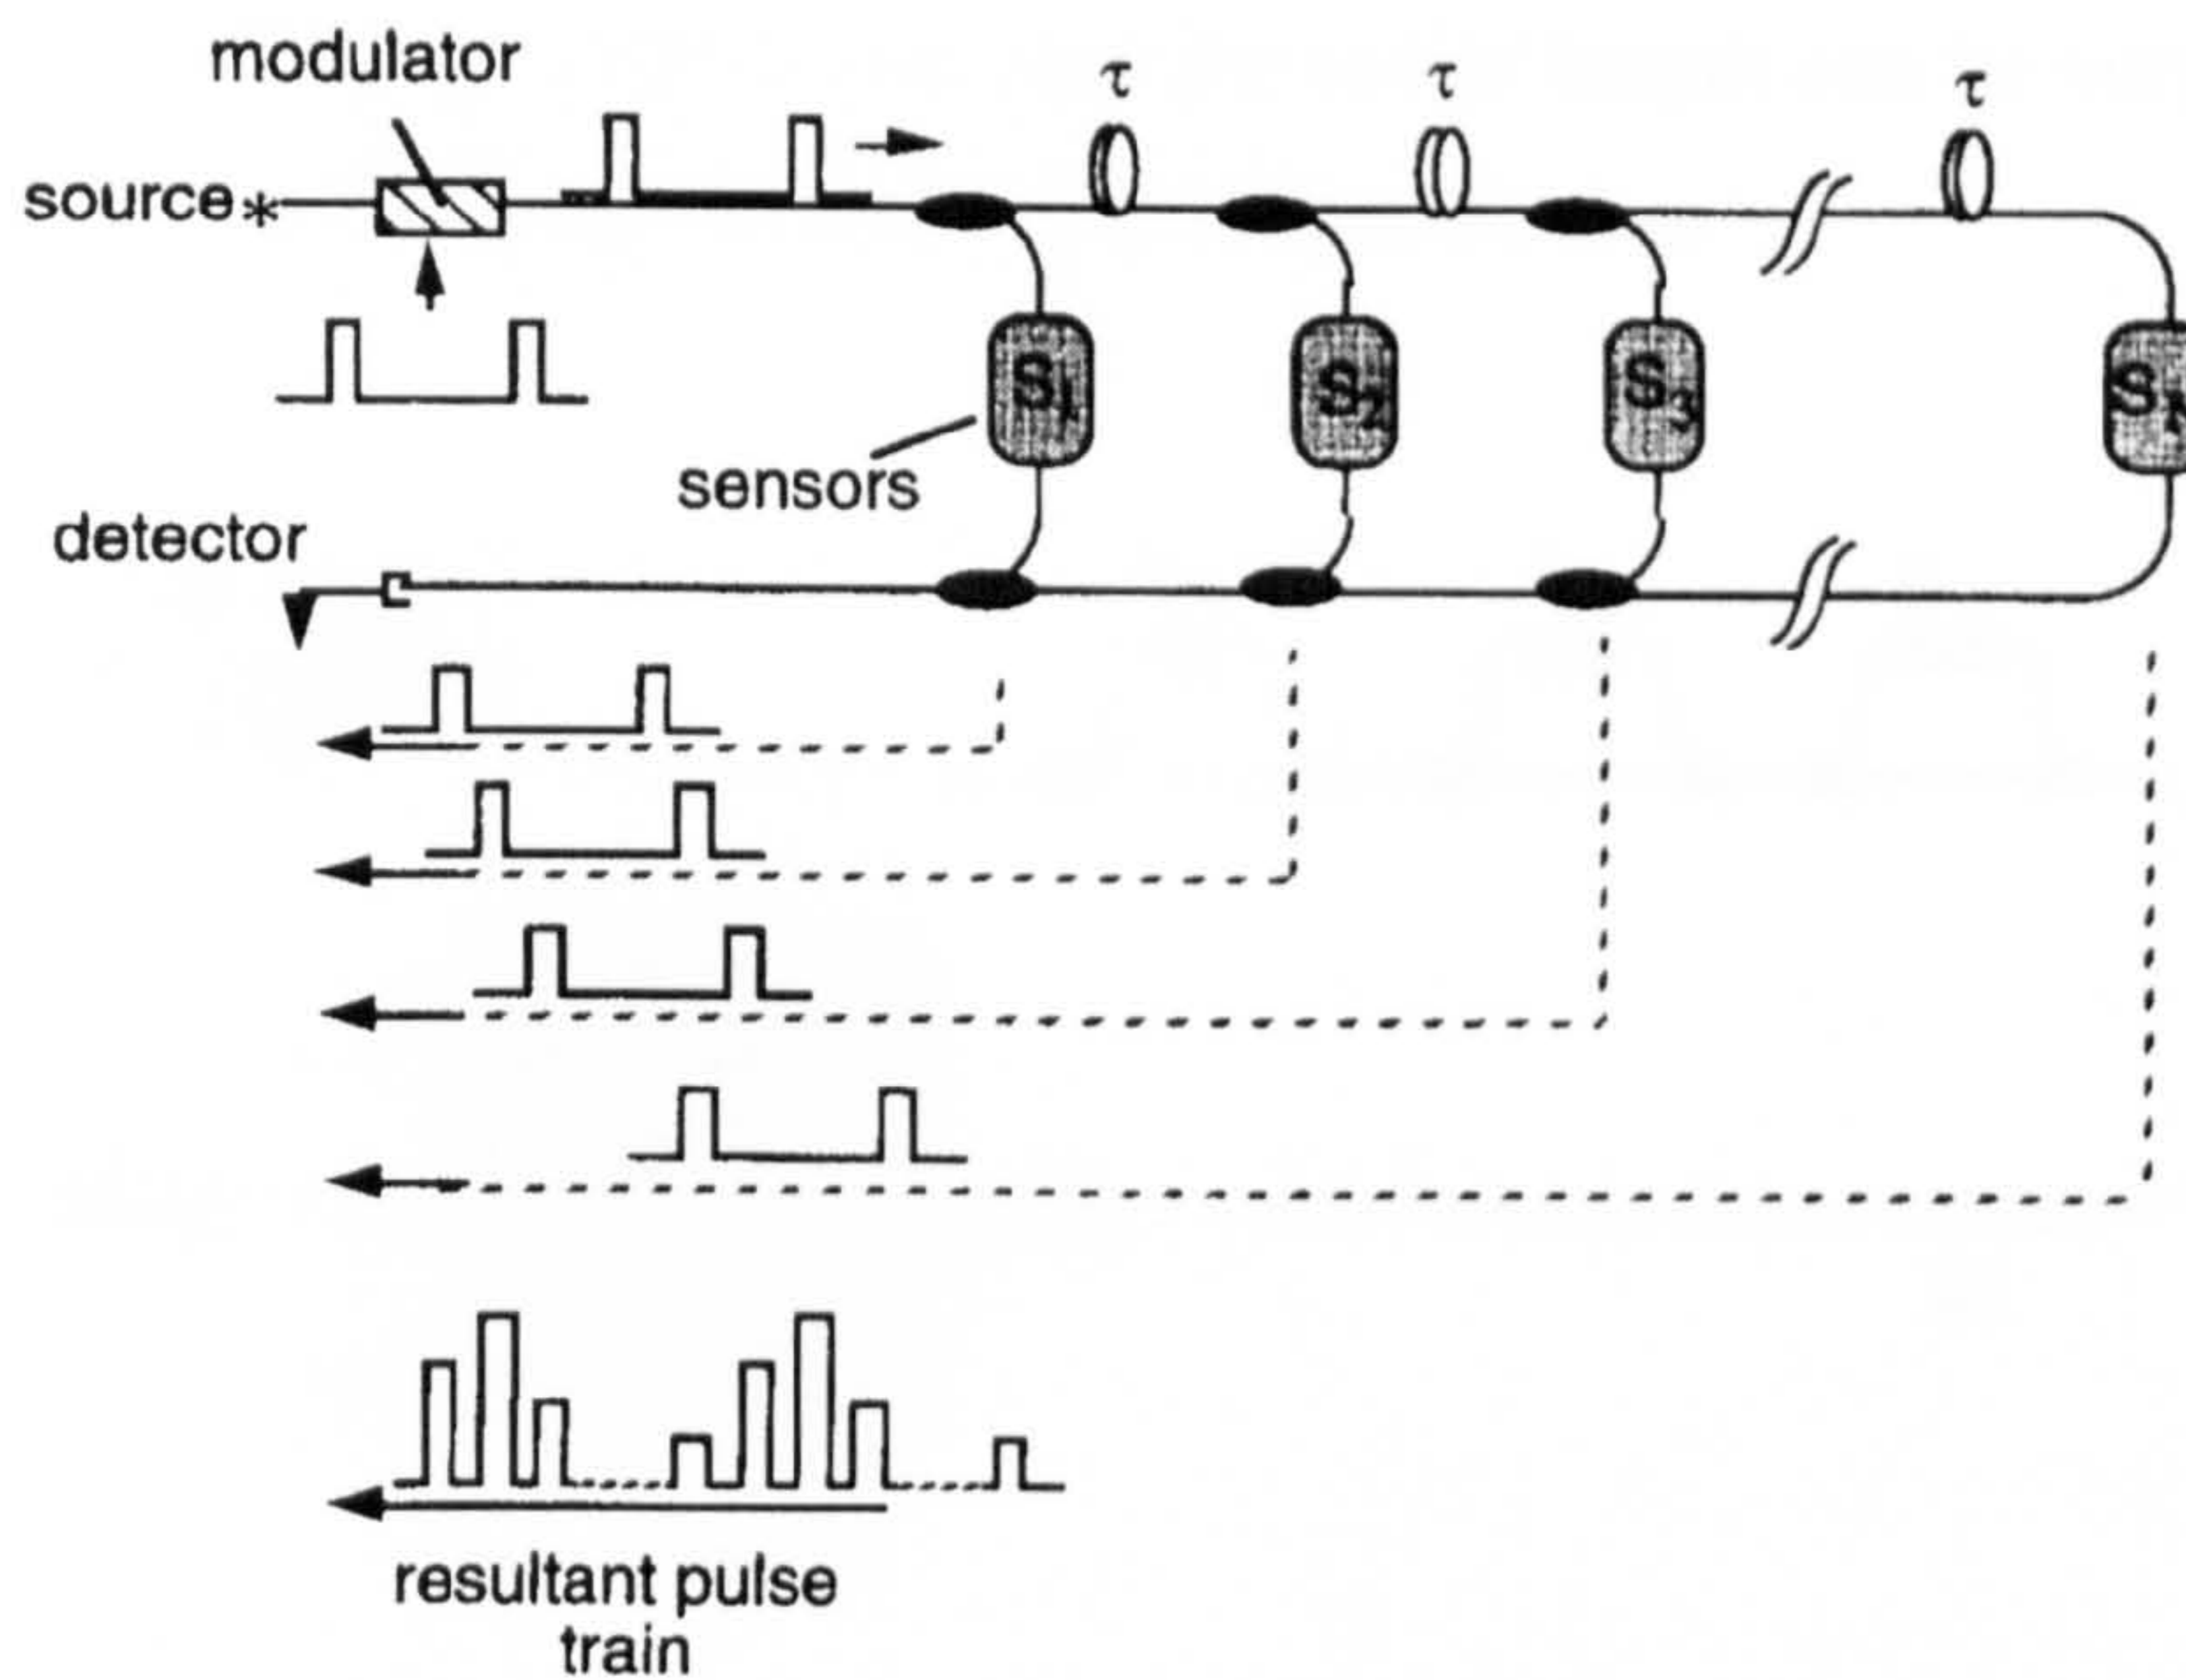 modulator
τ τ τ
source*
S1 S2 S3 S
sensors
detector
resultant pulse
train